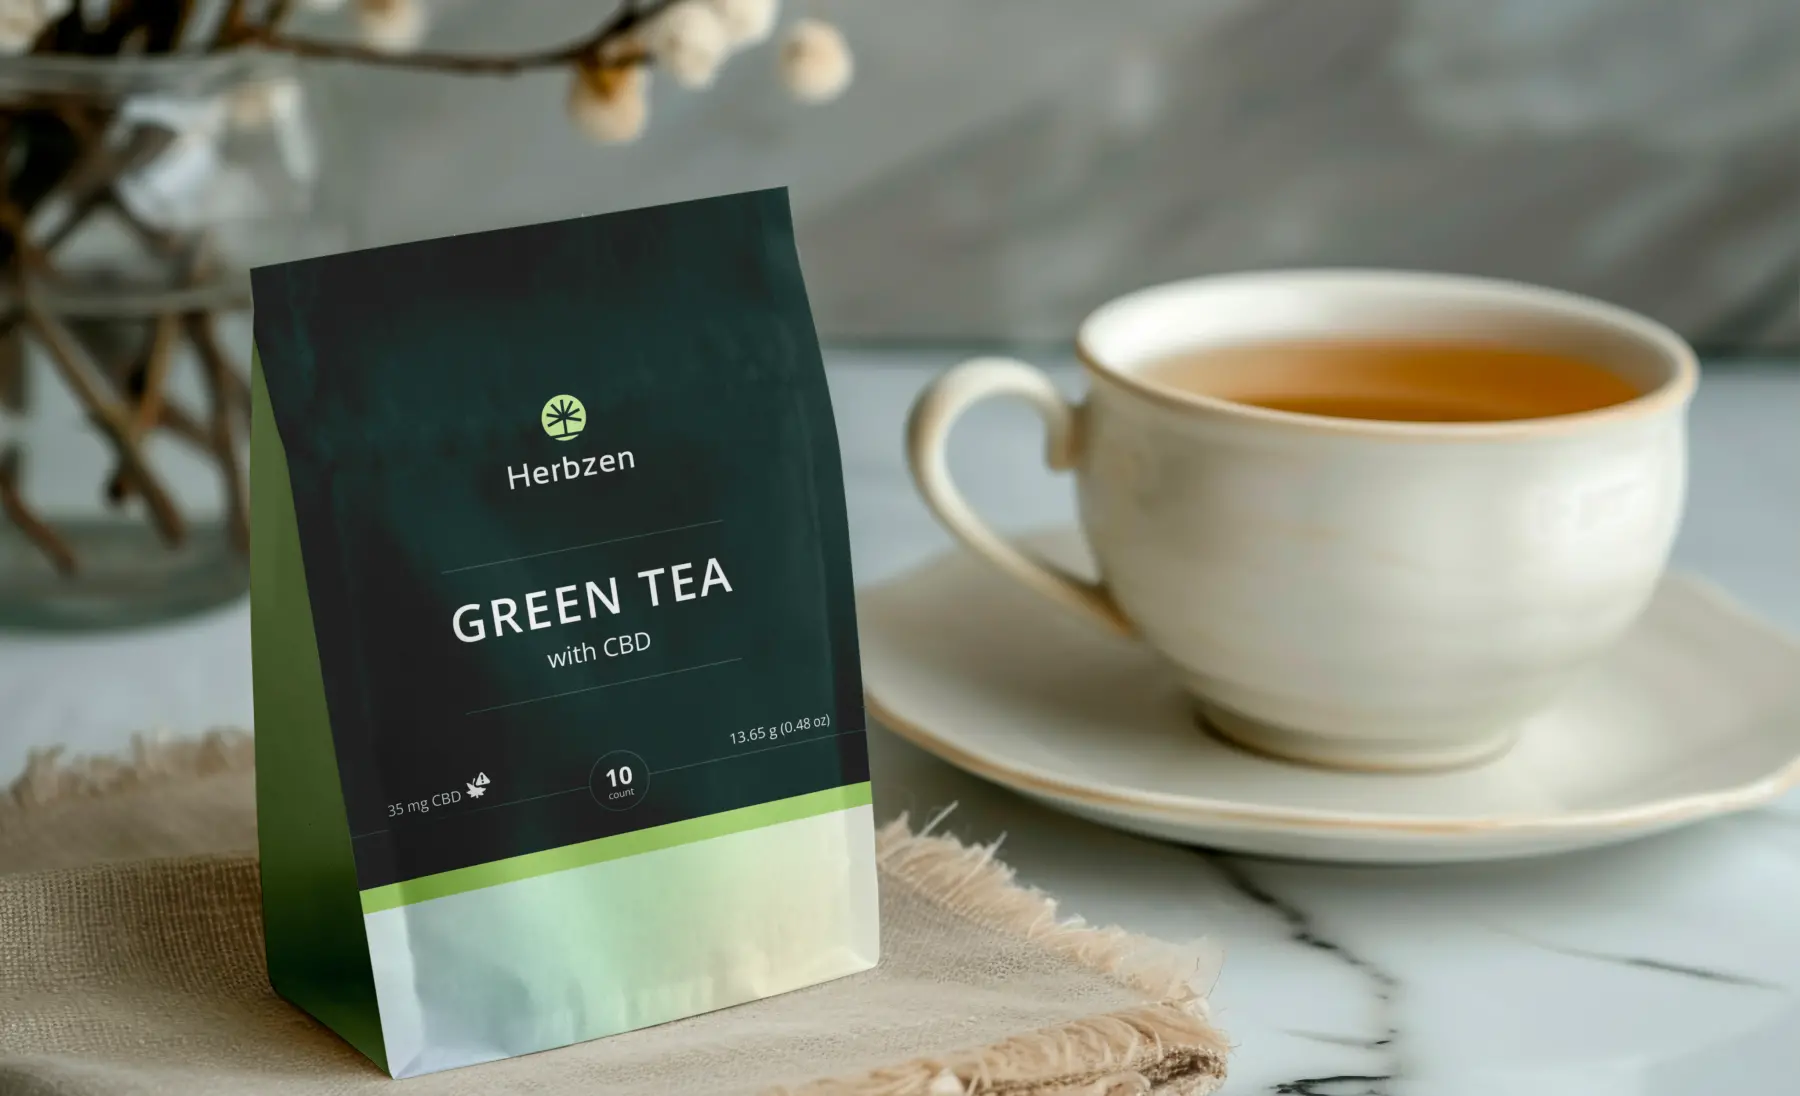 Herbzen
GREEN TEA
with CBD
13.65 g (0.48 oz)
35 mg CBD
10
count